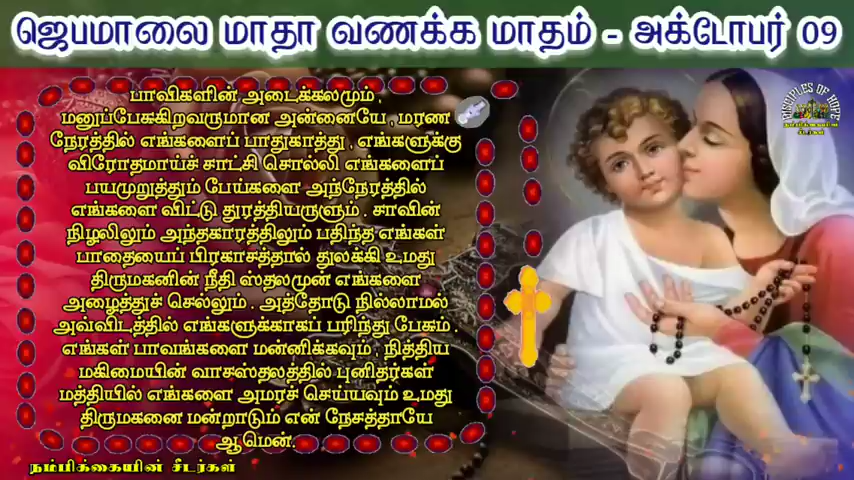 ஜெபமாலை மாதா வணக்க மாதம் - அக்டோபர் 09
பாவிகளின் அடைக்கலமும் ,
மனுப்பேசுகிறவருமான அன்னையே , மரண
நேரத்தில் எங்களைப் பாதுகாத்து , எங்களுக்கு
விரோதமாய்ச் சாட்சி சொல்லி எங்களைப்
பயமுறுத்தும் பேய்களை அந்நேரத்தில்
எங்களை விட்டு துரத்தியருளும் . சாவின்
நிழலிலும் அந்தகாரத்திலும் பதிந்த எங்கள்
பாதையைப் பிரகாசத்தால் துலக்கி உமது
திருமகனின் நீதி ஸ்தலமுன் எங்களை
அழைத்துச் செல்லும் . அத்தோடு நில்லாமல்
அவ்விடத்தில் எங்களுக்காகப் பரிந்து பேசும் .
எங்கள் பாவங்களை மன்னிக்கவும் , நித்திய
மகிமையின் வாசஸ்தலத்தில் புனிதர்கள்
மத்தியில் எங்களை அமரச் செய்யவும் உமது
திருமகனை மன்றாடும் என் நேசத்தாயே
ஆமென்.
நம்பிக்கையின் சீடர்கள்
DISCIPLES OF HOPE
நம்பிக்கையின்
சீடர்கள்